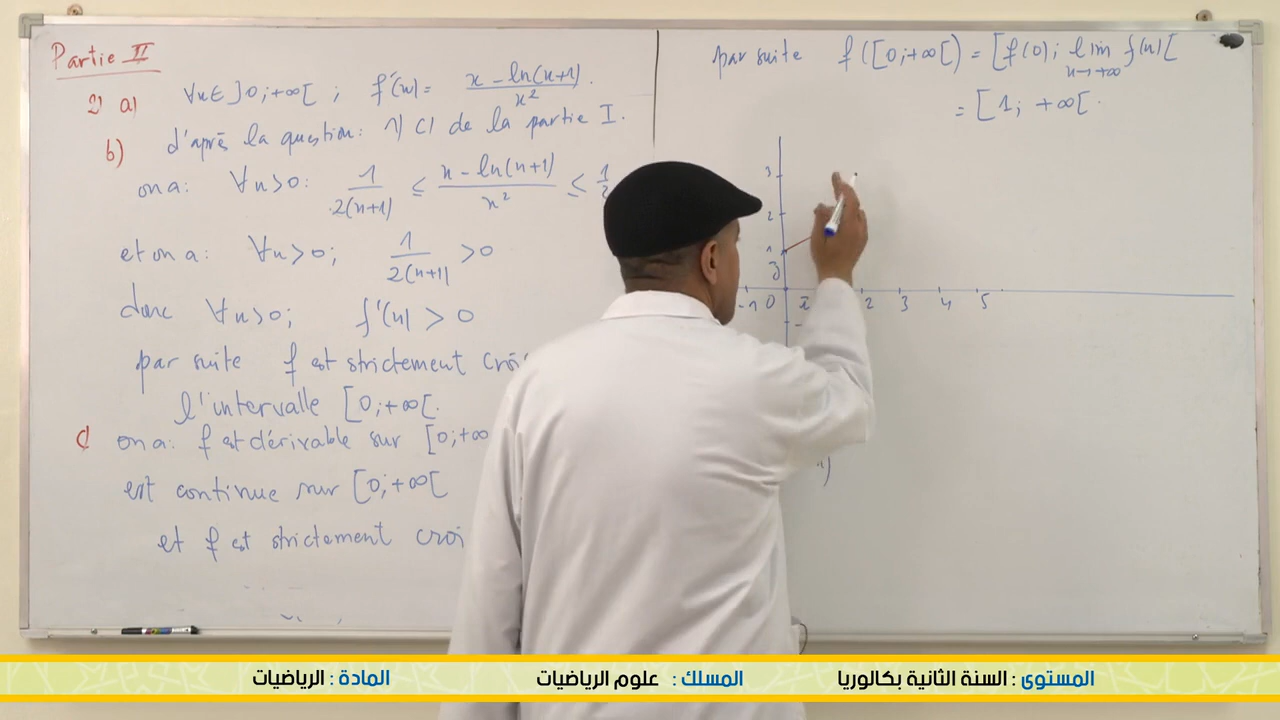 Partie II
2) a) ∀x∈]0;+∞[ ; f'(x) = x - ln(x+1) / x²
d'après la question: 1) c) de la partie I.
b) on a: ∀x>0: 1 / 2(x+1) ≤ x - ln(x+1) / x² ≤ 1
et on a: ∀x>0; 1 / 2(x+1) >0
donc ∀x>0; f'(x) > 0
par suite f est strictement croi
l'intervalle [0;+∞[.
c) on a: f est dérivable sur [0;+∞
est continue sur [0;+∞[
et f est strictement croi
par suite f([0;+∞[) = [f(0); lim f(x)[
x→+∞
= [1; +∞[.
3
2
1
-1 0 2 3 4 5
المستوى : السنة الثانية بكالوريا
المسلك : علوم الرياضيات
المادة : الرياضيات